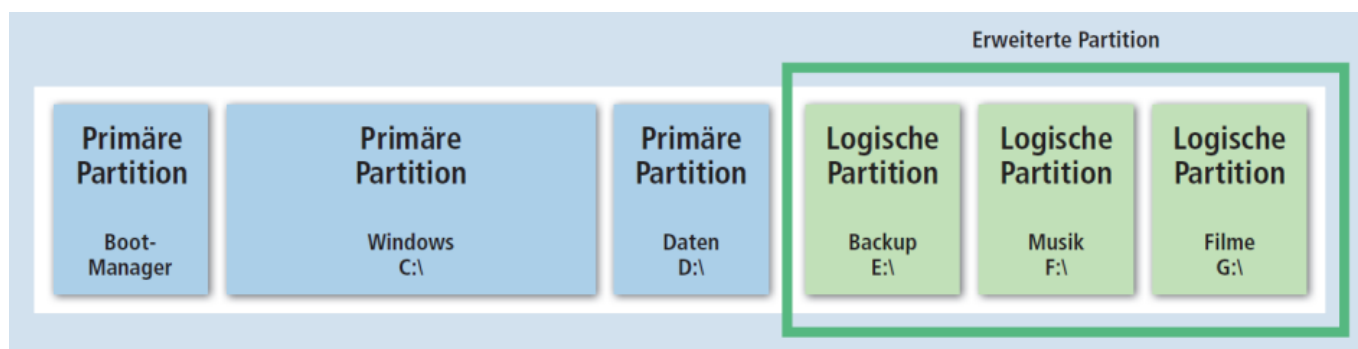 Erweiterte Partition
Primäre
Partition
Boot-
Manager
Primäre
Partition
Windows
C:\
Primäre
Partition
Daten
D:\
Logische
Partition
Backup
E:\
Logische
Partition
Musik
F:\
Logische
Partition
Filme
G:\